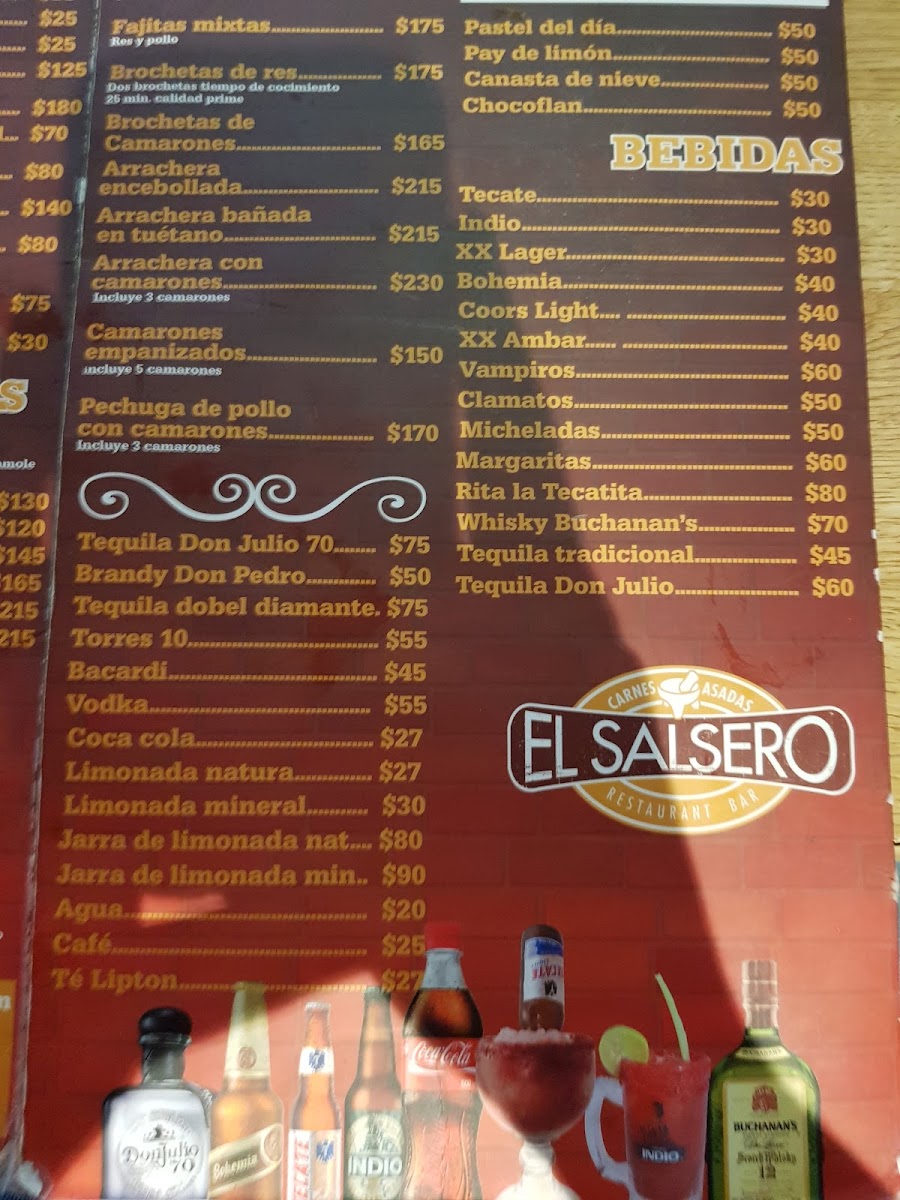 $25
$25
$125
$180
$70
$80
$140
$80
$75
$30
S
amole
$130
$120
$145
165
215
215
Fajitas mixtas.................... $175
Res y pollo
Brochetas de res............... $175
Dos brochetas tiempo de cocimiento
25 min. calidad prime
Brochetas de
Camarones.......................... $165
Arrachera
encebollada........................ $215
Arrachera bañada
en tuétano........................... $215
Arrachera con
camarones........................... $230
Incluye 3 camarones
Camarones
empanizados....................... $150
incluye 5 camarones
Pechuga de pollo
con camarones................... $170
Incluye 3 camarones
Tequila Don Julio 70........ $75
Brandy Don Pedro............. $50
Tequila dobel diamante. $75
Torres 10.................................. $55
Bacardí..................................... $45
Vodka........................................ $55
Coca cola................................ $27
Limonada natura.............. $27
Limonada mineral........... $30
Jarra de limonada nat.... $80
Jarra de limonada min.. $90
Agua............................................ $20
Café.............................................. $25
Té Lipton.................................. $27
Pastel del día............................ $50
Pay de limón............................. $50
Canasta de nieve.................... $50
Chocoflan.................................. $50
BEBIDAS
Tecate........................................... $30
Indio.............................................. $30
XX Lager...................................... $30
Bohemia....................................... $40
Coors Light.... ............................ $40
XX Ambar...... ............................. $40
Vampiros..................................... $60
Clamatos...................................... $50
Micheladas................................. $50
Margaritas................................... $60
Rita la Tecatita.......................... $80
Whisky Buchanan's................ $70
Tequila tradicional................. $45
Tequila Don Julio..................... $60
CARNES ASADAS
EL SALSERO
RESTAURANT BAR
Don Julio
70
Bohemia
TECATE
INDIO
Coca-Cola
TECATE
INDIO
BUCHANAN'S
Scotch Whisky
12